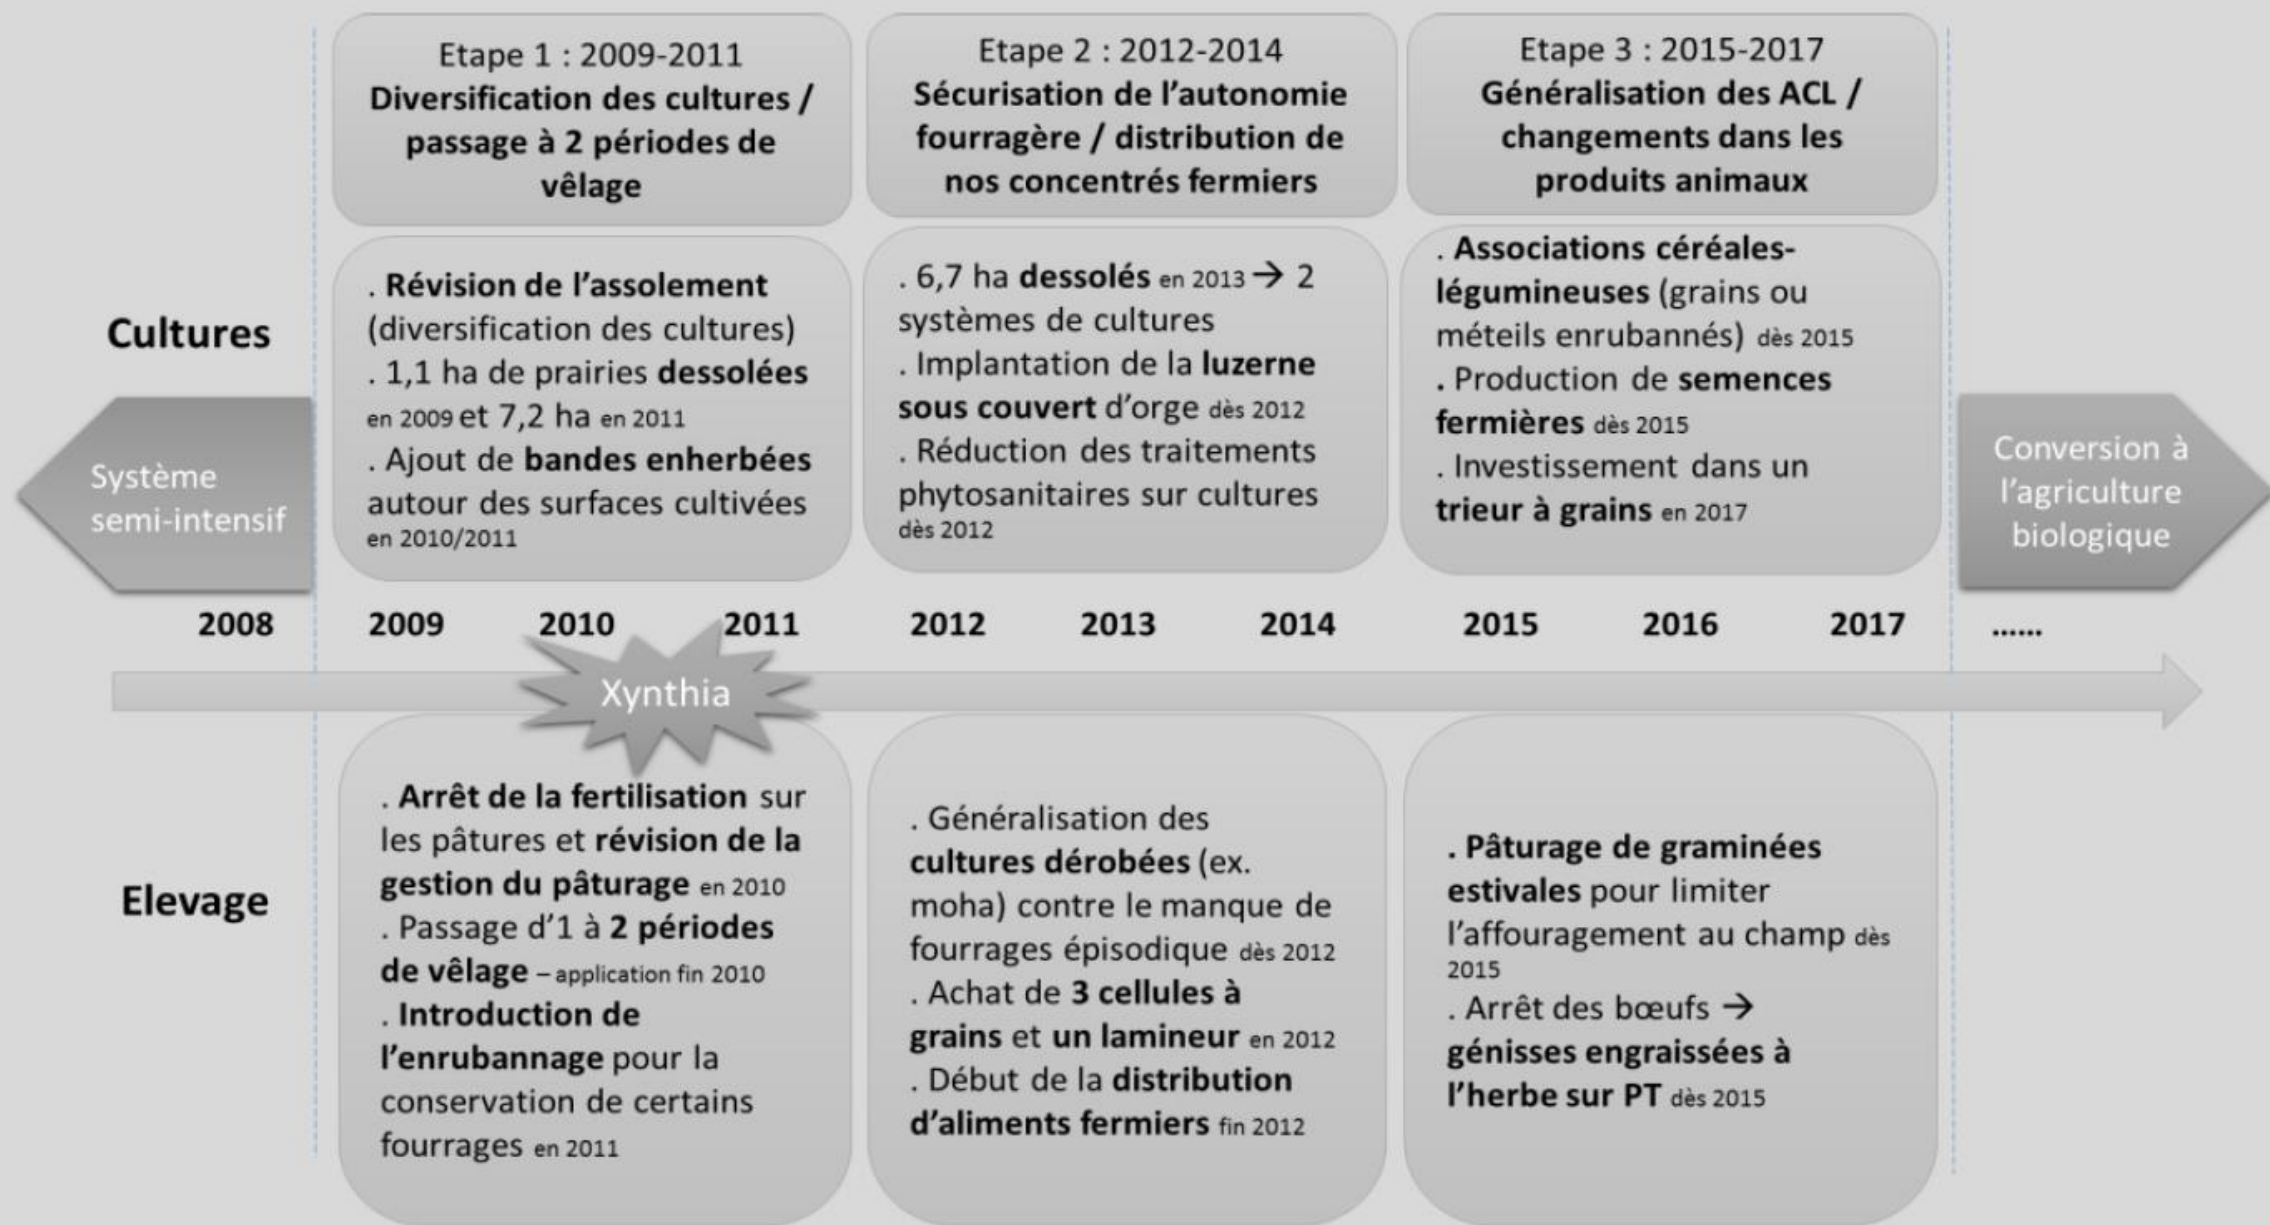 Etape 1 : 2009-2011
Diversification des cultures /
passage à 2 périodes de
vêlage
Etape 2 : 2012-2014
Sécurisation de l'autonomie
fourragère / distribution de
nos concentrés fermiers
Etape 3 : 2015-2017
Généralisation des ACL /
changements dans les
produits animaux
Cultures
. Révision de l'assolement
(diversification des cultures)
. 1,1 ha de prairies dessolées
en 2009 et 7,2 ha en 2011
. Ajout de bandes enherbées
autour des surfaces cultivées
en 2010/2011
. 6,7 ha dessolés en 2013 → 2
systèmes de cultures
. Implantation de la luzerne
sous couvert d'orge dès 2012
. Réduction des traitements
phytosanitaires sur cultures
dès 2012
. Associations céréales-
légumineuses (grains ou
méteils enrubannés) dès 2015
. Production de semences
fermières dès 2015
. Investissement dans un
trieur à grains en 2017
Système
semi-intensif
Conversion à
l'agriculture
biologique
2008 2009 2010 2011 2012 2013 2014 2015 2016 2017 ......
Xynthia
Elevage
. Arrêt de la fertilisation sur
les pâtures et révision de la
gestion du pâturage en 2010
. Passage d'1 à 2 périodes
de vêlage – application fin 2010
. Introduction de
l'enrubannage pour la
conservation de certains
fourrages en 2011
. Généralisation des
cultures dérobées (ex.
moha) contre le manque de
fourrages épisodique dès 2012
. Achat de 3 cellules à
grains et un lamineur en 2012
. Début de la distribution
d'aliments fermiers fin 2012
. Pâturage de graminées
estivales pour limiter
l'affouragement au champ dès
2015
. Arrêt des bœufs →
génisses engraissées à
l'herbe sur PT dès 2015